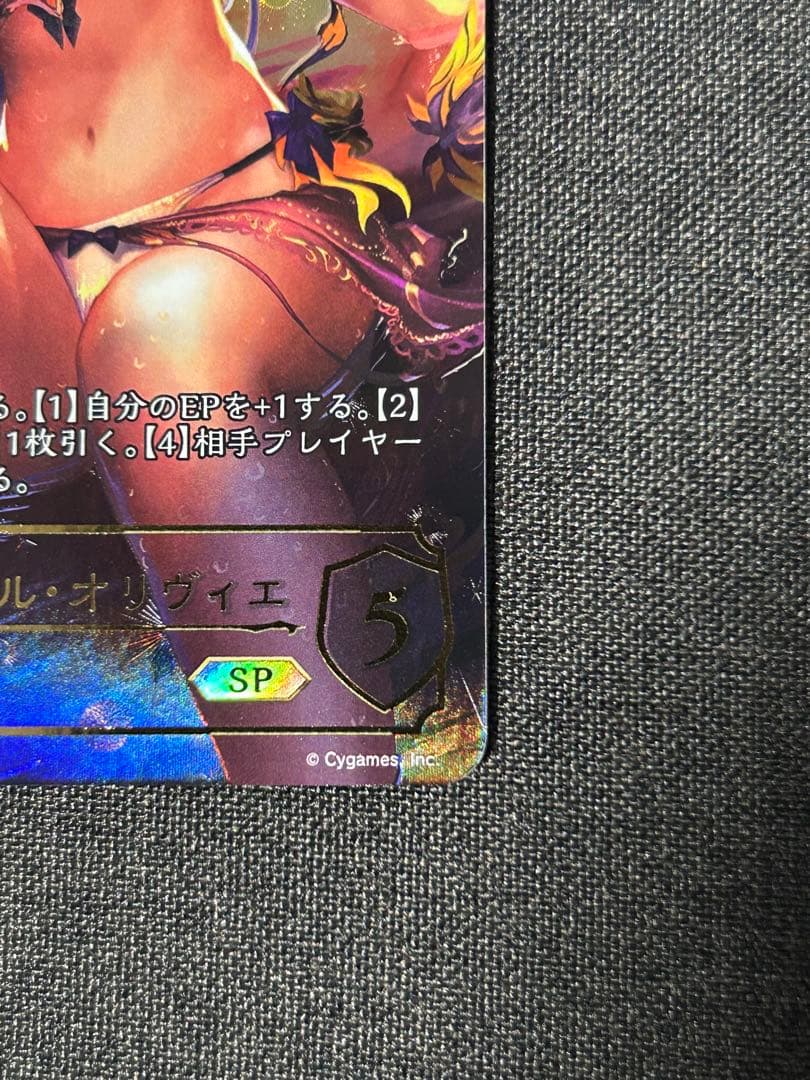 る。【1】自分のEPを+1する。【2】
1枚引く。【4】相手プレイヤー
る。
ル・オリヴィエ
5
SP
© Cygames, Inc.